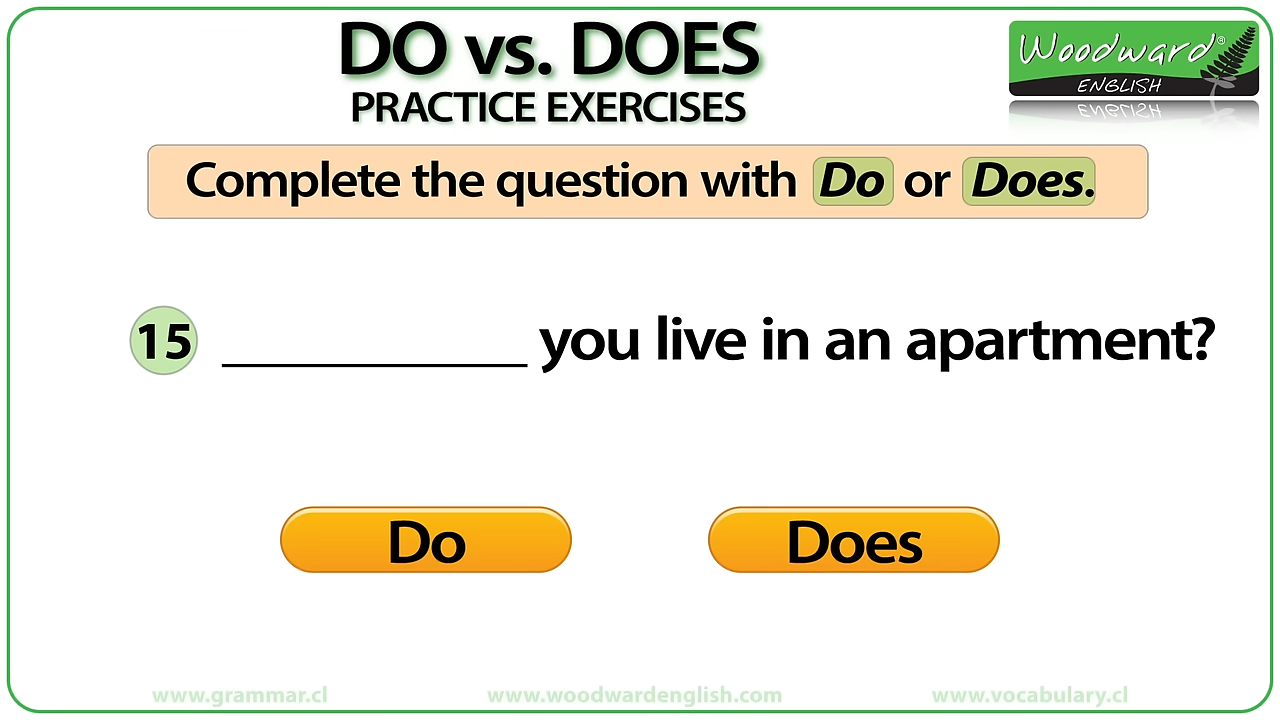 DO vs. DOES
PRACTICE EXERCISES
Woodward®
ENGLISH
Complete the question with Do or Does.
15 __________ you live in an apartment?
Do
Does
www.grammar.cl
www.woodwardenglish.com
www.vocabulary.cl